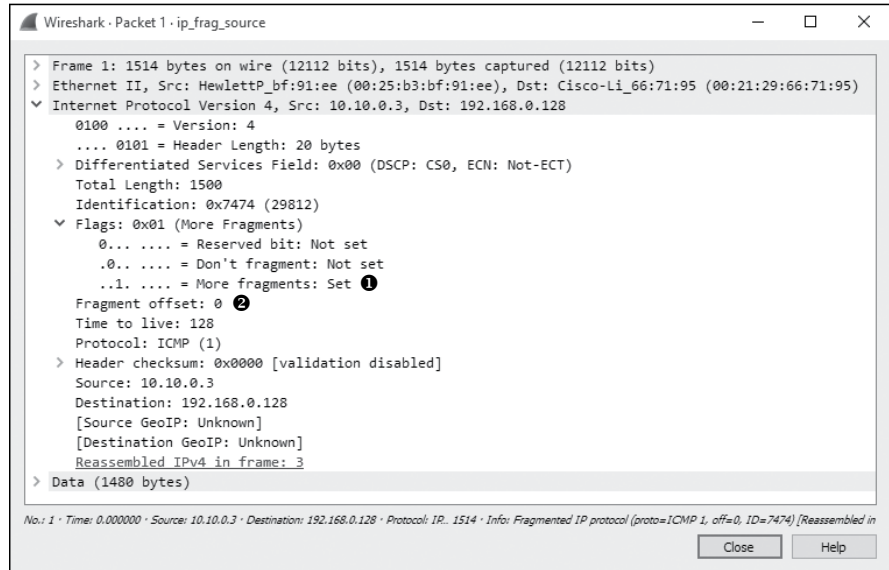 Wireshark · Packet 1 · ip_frag_source
> Frame 1: 1514 bytes on wire (12112 bits), 1514 bytes captured (12112 bits)
> Ethernet II, Src: HewlettP_bf:91:ee (00:25:b3:bf:91:ee), Dst: Cisco-Li_66:71:95 (00:21:29:66:71:95)
Internet Protocol Version 4, Src: 10.10.0.3, Dst: 192.168.0.128
0100 .... = Version: 4
.... 0101 = Header Length: 20 bytes
> Differentiated Services Field: 0x00 (DSCP: CS0, ECN: Not-ECT)
Total Length: 1500
Identification: 0x7474 (29812)
Flags: 0x01 (More Fragments)
0... .... = Reserved bit: Not set
.0.. .... = Don't fragment: Not set
..1. .... = More fragments: Set ❶
Fragment offset: 0 ❷
Time to live: 128
Protocol: ICMP (1)
> Header checksum: 0x0000 [validation disabled]
Source: 10.10.0.3
Destination: 192.168.0.128
[Source GeoIP: Unknown]
[Destination GeoIP: Unknown]
Reassembled IPv4 in frame: 3
> Data (1480 bytes)
No.: 1 · Time: 0.000000 · Source: 10.10.0.3 · Destination: 192.168.0.128 · Protocol: IP.. 1514 · Info: Fragmented IP protocol (proto=ICMP 1, off=0, ID=7474) [Reassembled in
Close Help